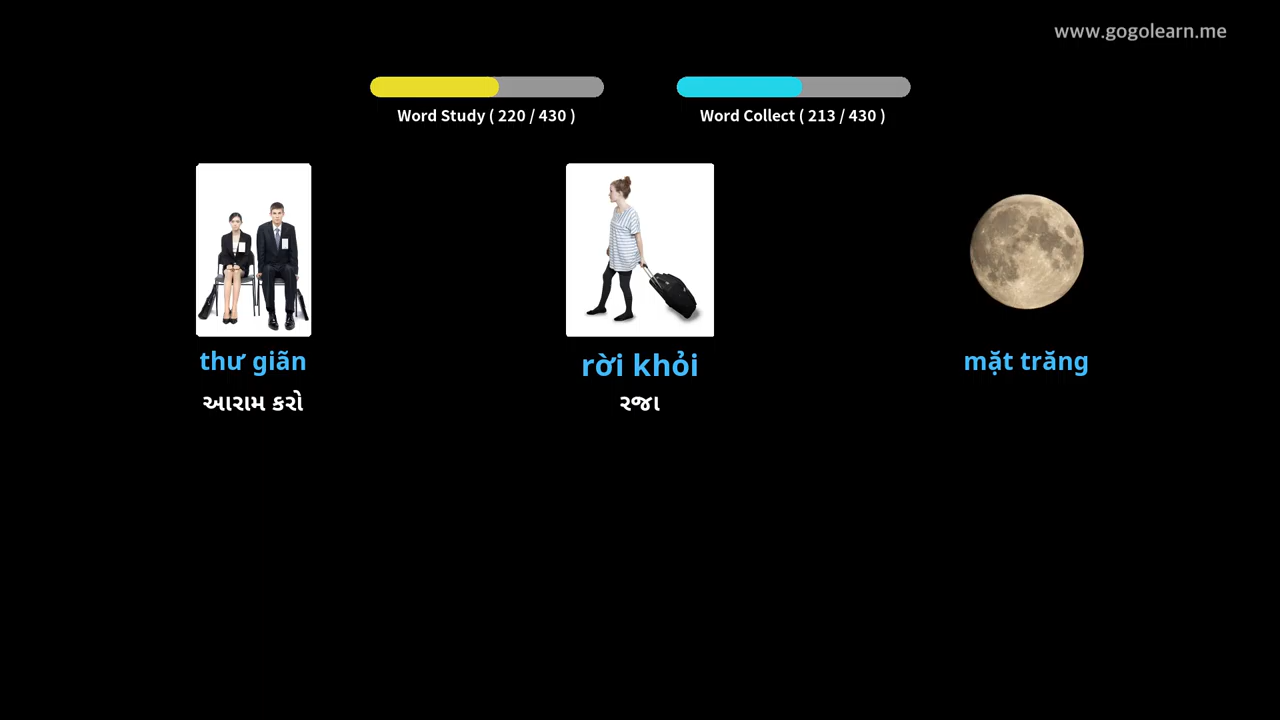 www.gogolearn.me
Word Study ( 220 / 430 )
Word Collect ( 213 / 430 )
thư giãn
rời khỏi
mặt trăng
આરામ કરો
રજા